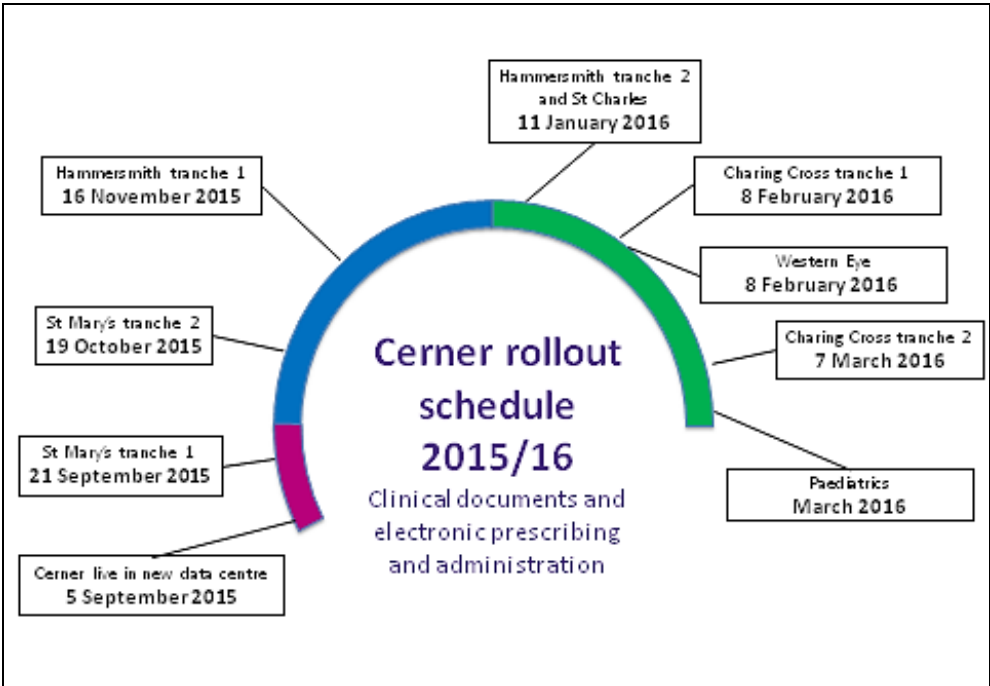 Hammersmith tranche 2
and St Charles
11 January 2016
Hammersmith tranche 1
16 November 2015
Charing Cross tranche 1
8 February 2016
Western Eye
8 February 2016
St Mary's tranche 2
19 October 2015
Charing Cross tranche 2
7 March 2016
Cerner rollout
schedule
2015/16
Clinical documents and
electronic prescribing
and administration
St Mary's tranche 1
21 September 2015
Paediatrics
March 2016
Cerner live in new data centre
5 September 2015